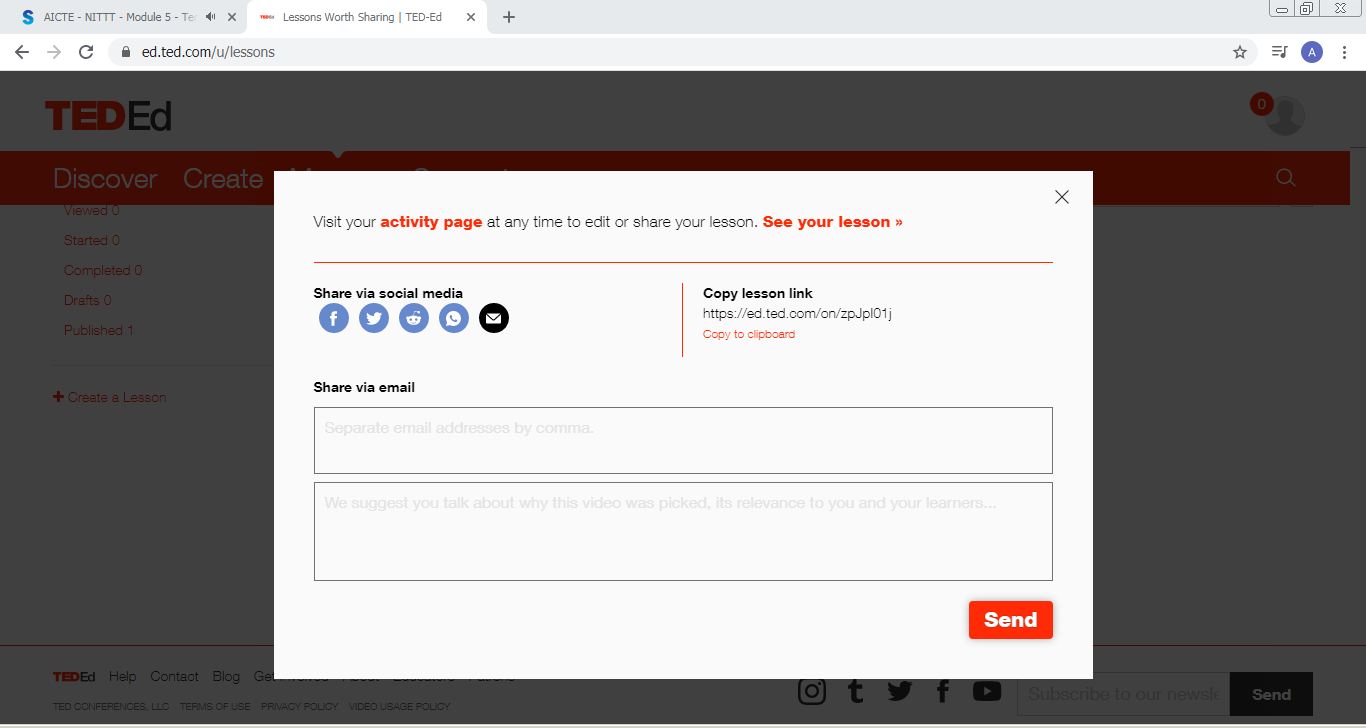 AICTE - NITTT - Module 5 - Te
Lessons Worth Sharing | TED-Ed
ed.ted.com/u/lessons
A
TEDEd
0
Discover Create
Viewed 0
Started 0
Completed 0
Drafts 0
Published 1
Create a Lesson
Visit your activity page at any time to edit or share your lesson. See your lesson »
Share via social media
Copy lesson link
https://ed.ted.com/on/zpJpI01j
Copy to clipboard
Share via email
Separate email addresses by comma.
We suggest you talk about why this video was picked, its relevance to you and your learners...
Send
TEDEd Help Contact Blog
TED CONFERENCES, LLC TERMS OF USE PRIVACY POLICY VIDEO USAGE POLICY
Subscribe to our newsle
Send